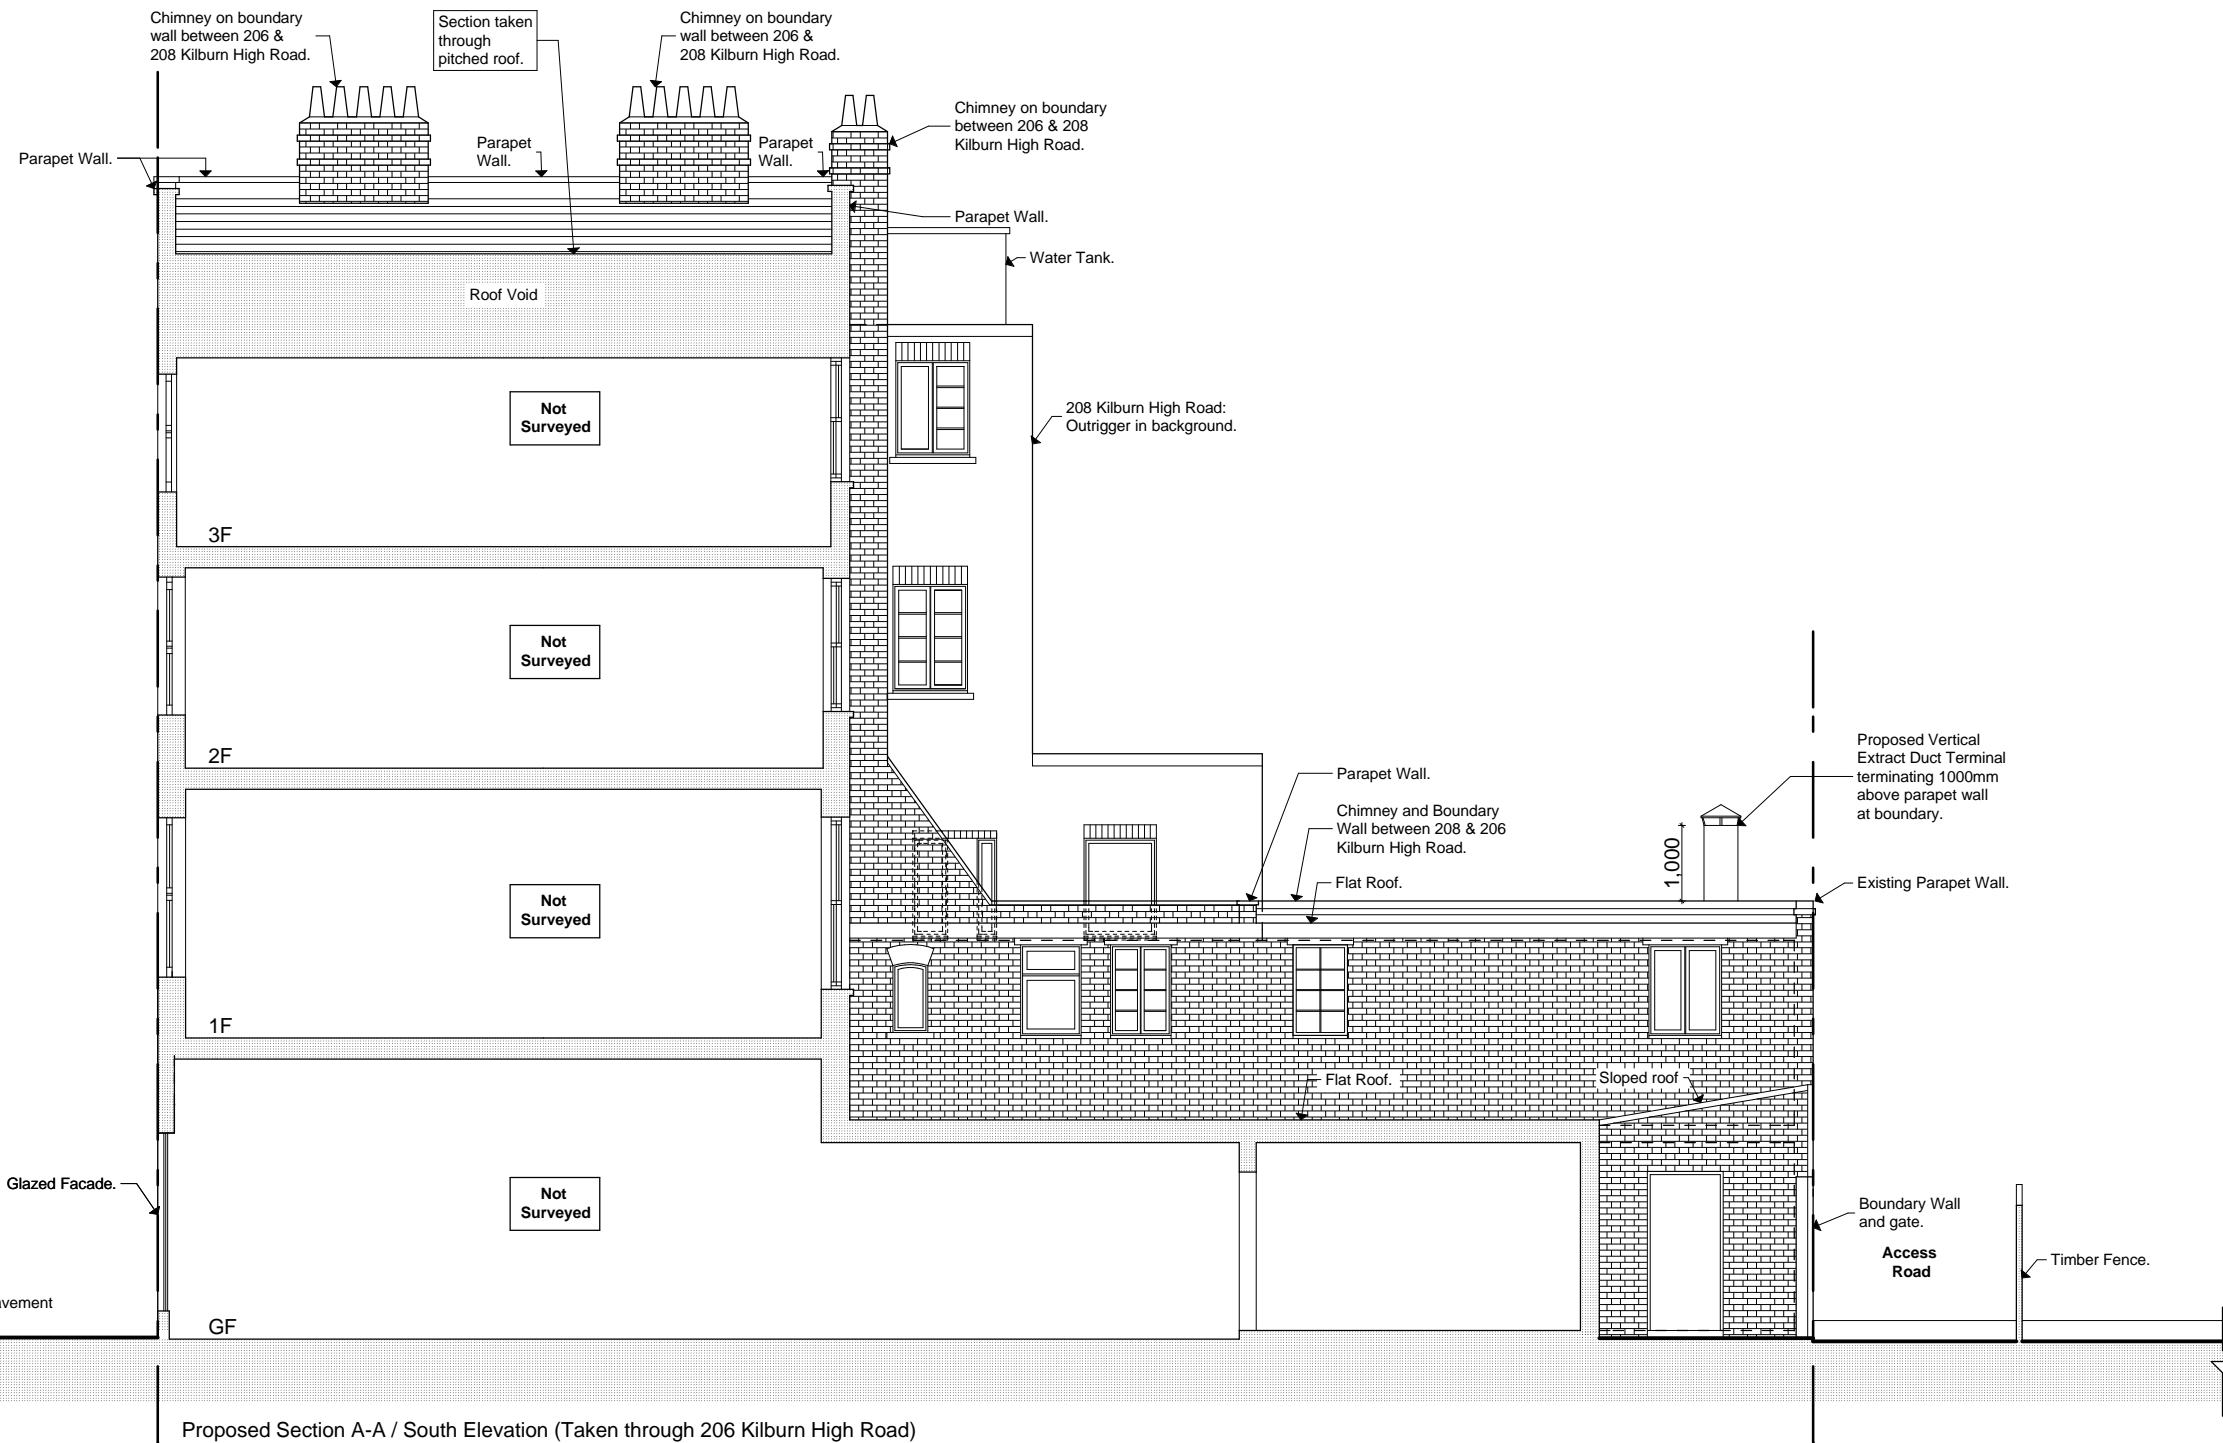 Chimney on boundary
wall between 206 &
208 Kilburn High Road.
Section taken
through
pitched roof.
Chimney on boundary
wall between 206 &
208 Kilburn High Road.
Chimney on boundary
between 206 & 208
Kilburn High Road.
Parapet Wall.
Parapet
Wall.
Parapet
Wall.
Parapet Wall.
Water Tank.
Roof Void
Not
Surveyed
208 Kilburn High Road:
Outrigger in background.
3F
Not
Surveyed
2F
Proposed Vertical
Extract Duct Terminal
terminating 1000mm
above parapet wall
at boundary.
Parapet Wall.
Chimney and Boundary
Wall between 208 & 206
Kilburn High Road.
1,000
Flat Roof.
Existing Parapet Wall.
Not
Surveyed
1F
Flat Roof.
Sloped roof
Glazed Facade.
Not
Surveyed
Boundary Wall
and gate.
Access
Road
Timber Fence.
avement
GF
Proposed Section A-A / South Elevation (Taken through 206 Kilburn High Road)